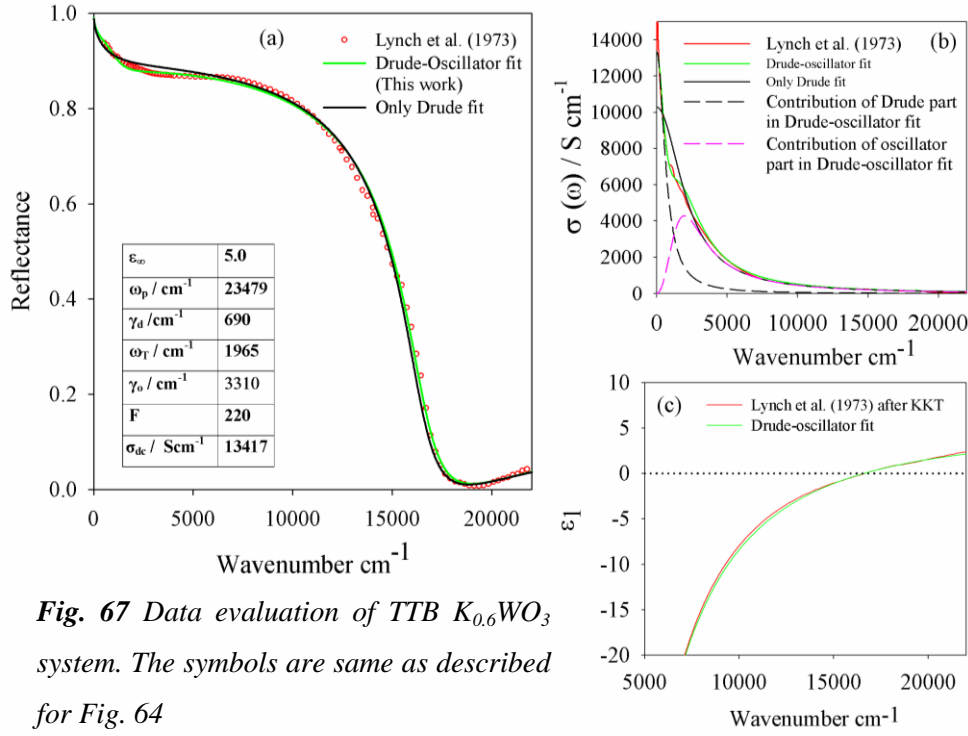 (a)
Lynch et al. (1973)
Drude-Oscillator fit
(This work)
Only Drude fit
Reflectance
1.0
0.8
0.6
0.4
0.2
0.0
ε∞ 5.0
ωp / cm-1 23479
γd /cm-1 690
ωT / cm-1 1965
γo / cm-1 3310
F 220
σdc / Scm-1 13417
0 5000 10000 15000 20000
Wavenumber cm-1
(b)
Lynch et al. (1973)
Drude-oscillator fit
Only Drude fit
Contribution of Drude part
in Drude-oscillator fit
Contribution of oscillator
part in Drude-oscillator fit
σ (ω) / S cm-1
14000
12000
10000
8000
6000
4000
2000
0
0 5000 10000 15000 20000
Wavenumber cm-1
(c)
Lynch et al. (1973) after KKT
Drude-oscillator fit
ε1
10
5
0
-5
-10
-15
-20
5000 10000 15000 20000
Wavenumber cm-1
Fig. 67 Data evaluation of TTB K0.6WO3
system. The symbols are same as described
for Fig. 64